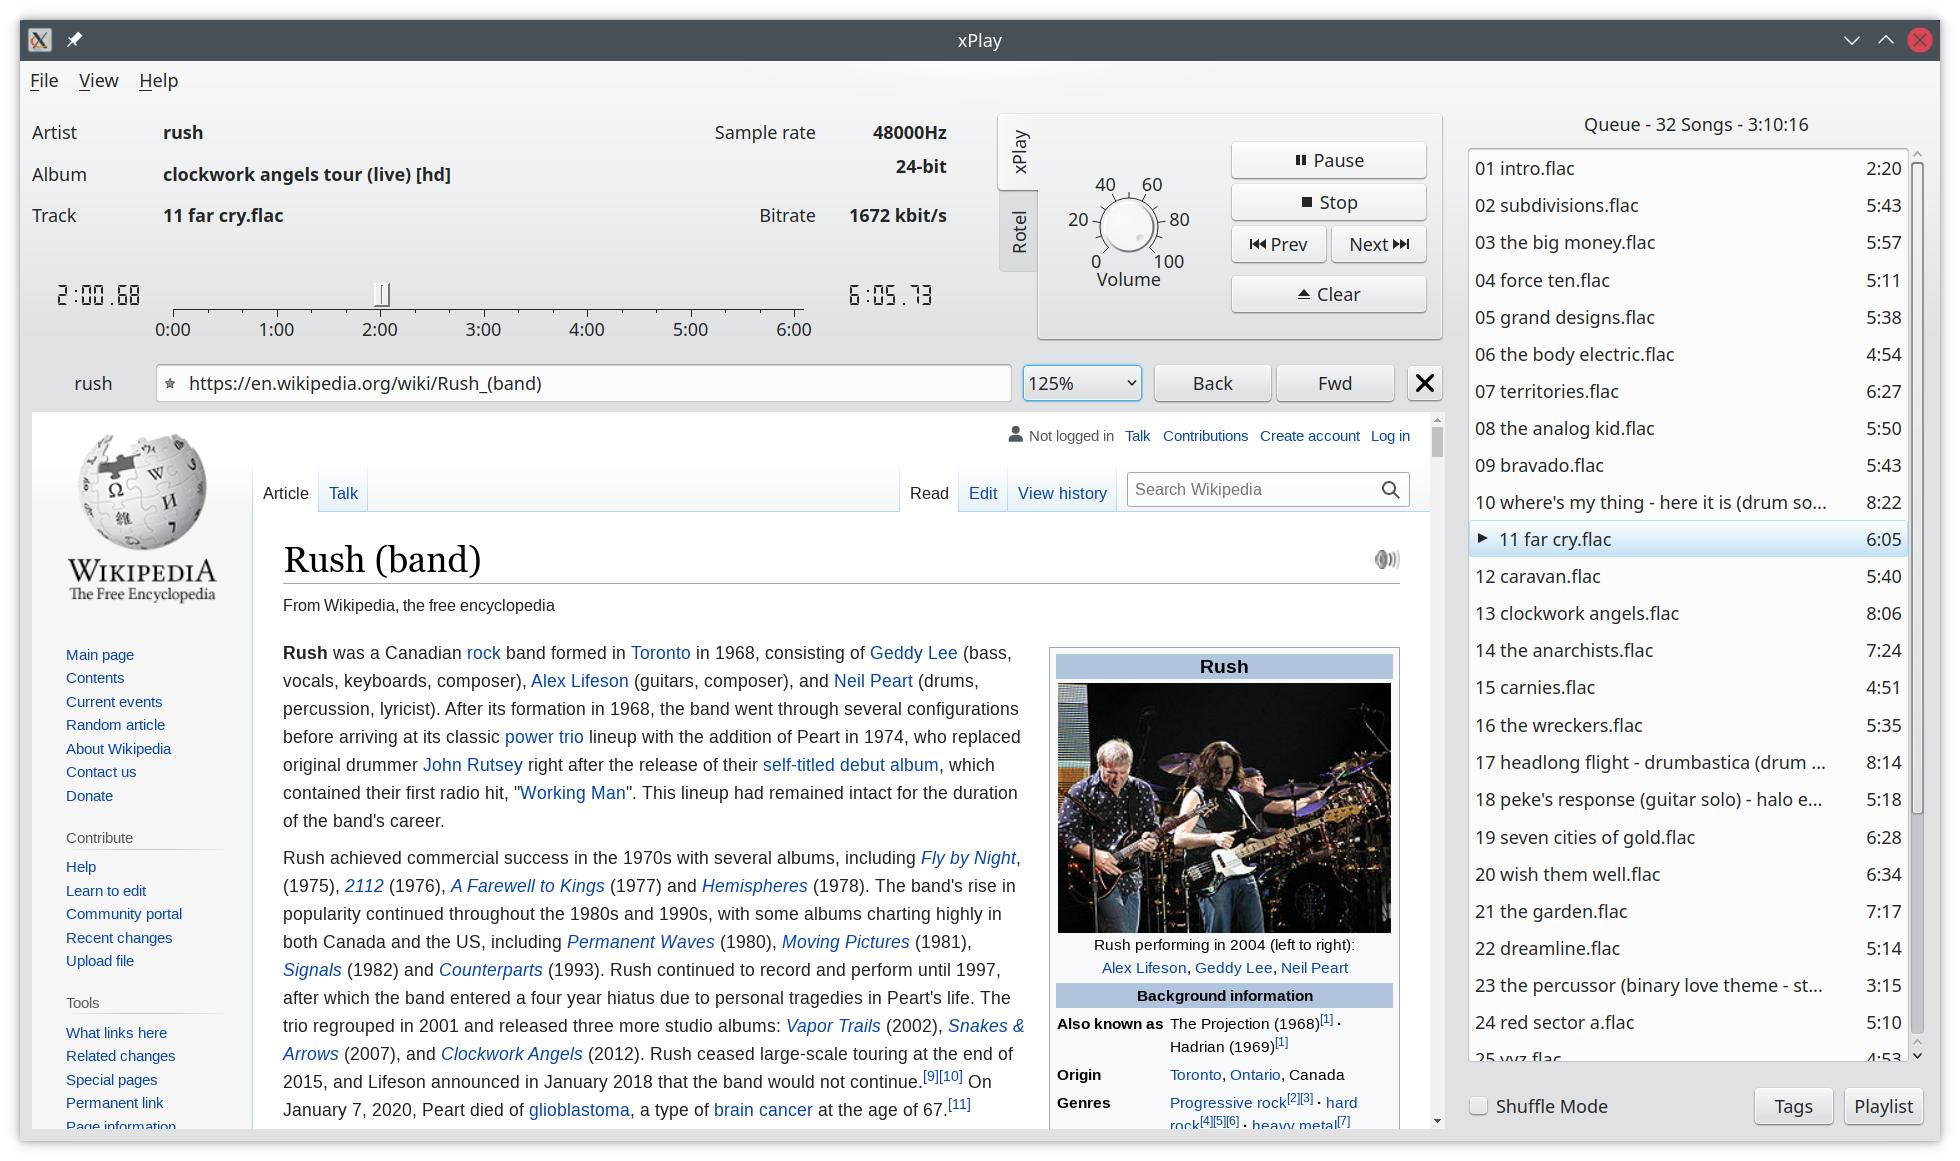 xPlay
File View Help
Artist rush
Sample rate 48000Hz
24-bit
Album clockwork angels tour (live) [hd]
Track 11 far cry.flac
Bitrate 1672 kbit/s
2:00.68
6:05.73
0:00 1:00 2:00 3:00 4:00 5:00 6:00
xPlay
Rotel
0 20 40 60 80 100
Volume
Pause
Stop
Prev Next
Clear
rush https://en.wikipedia.org/wiki/Rush_(band) 125% Back Fwd
Not logged in Talk Contributions Create account Log in
Article Talk Read Edit View history Search Wikipedia
WIKIPEDIA
The Free Encyclopedia
Main page
Contents
Current events
Random article
About Wikipedia
Contact us
Donate
Contribute
Help
Learn to edit
Community portal
Recent changes
Upload file
Tools
What links here
Related changes
Special pages
Permanent link
Page information
Rush (band)
From Wikipedia, the free encyclopedia
Rush was a Canadian rock band formed in Toronto in 1968, consisting of Geddy Lee (bass,
vocals, keyboards, composer), Alex Lifeson (guitars, composer), and Neil Peart (drums,
percussion, lyricist). After its formation in 1968, the band went through several configurations
before arriving at its classic power trio lineup with the addition of Peart in 1974, who replaced
original drummer John Rutsey right after the release of their self-titled debut album, which
contained their first radio hit, "Working Man". This lineup had remained intact for the duration
of the band's career.
Rush achieved commercial success in the 1970s with several albums, including Fly by Night,
(1975), 2112 (1976), A Farewell to Kings (1977) and Hemispheres (1978). The band's rise in
popularity continued throughout the 1980s and 1990s, with some albums charting highly in
both Canada and the US, including Permanent Waves (1980), Moving Pictures (1981),
Signals (1982) and Counterparts (1993). Rush continued to record and perform until 1997,
after which the band entered a four year hiatus due to personal tragedies in Peart's life. The
trio regrouped in 2001 and released three more studio albums: Vapor Trails (2002), Snakes &
Arrows (2007), and Clockwork Angels (2012). Rush ceased large-scale touring at the end of
2015, and Lifeson announced in January 2018 that the band would not continue.[9][10] On
January 7, 2020, Peart died of glioblastoma, a type of brain cancer at the age of 67.[11]
Rush
Rush performing in 2004 (left to right):
Alex Lifeson, Geddy Lee, Neil Peart
Background information
Also known as The Projection (1968)[1] ·
Hadrian (1969)[1]
Origin Toronto, Ontario, Canada
Genres Progressive rock[2][3] · hard
rock[4][5][6] · heavy metal[7]
Queue - 32 Songs - 3:10:16
01 intro.flac 2:20
02 subdivisions.flac 5:43
03 the big money.flac 5:57
04 force ten.flac 5:11
05 grand designs.flac 5:38
06 the body electric.flac 4:54
07 territories.flac 6:27
08 the analog kid.flac 5:50
09 bravado.flac 5:43
10 where's my thing - here it is (drum so... 8:22
11 far cry.flac 6:05
12 caravan.flac 5:40
13 clockwork angels.flac 8:06
14 the anarchists.flac 7:24
15 carnies.flac 4:51
16 the wreckers.flac 5:35
17 headlong flight - drumbastica (drum ... 8:14
18 peke's response (guitar solo) - halo e... 5:18
19 seven cities of gold.flac 6:28
20 wish them well.flac 6:34
21 the garden.flac 7:17
22 dreamline.flac 5:14
23 the percussor (binary love theme - st... 3:15
24 red sector a.flac 5:10
25 yyz.flac 4:53
Shuffle Mode Tags Playlist